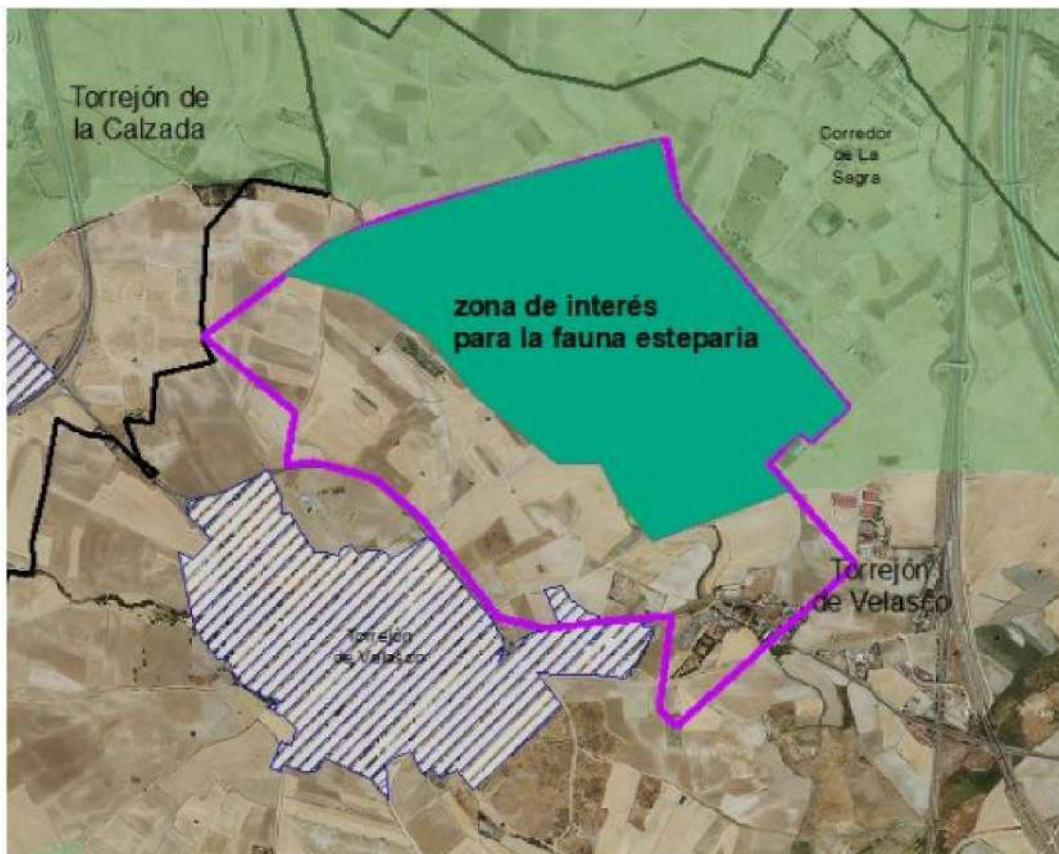 Torrejón de
la Calzada
Corredor
de La
Sagra
zona de interés
para la fauna esteparia
Torrejón
de Velasco
Torrejón
de Velasco